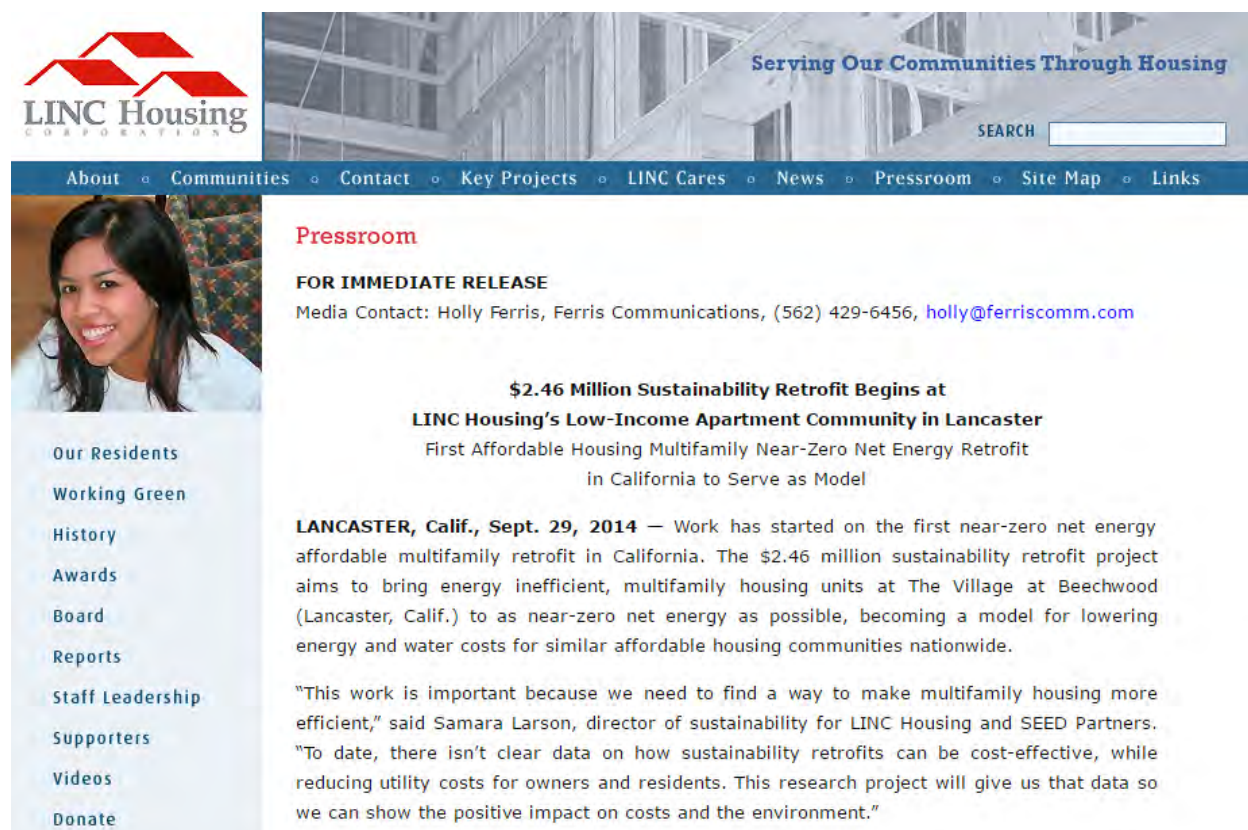 LINC Housing
CORPORATION
Serving Our Communities Through Housing
SEARCH
About ◦ Communities ◦ Contact ◦ Key Projects ◦ LINC Cares ◦ News ◦ Pressroom ◦ Site Map ◦ Links
Our Residents
Working Green
History
Awards
Board
Reports
Staff Leadership
Supporters
Videos
Donate
Pressroom
FOR IMMEDIATE RELEASE
Media Contact: Holly Ferris, Ferris Communications, (562) 429-6456, holly@ferriscomm.com
$2.46 Million Sustainability Retrofit Begins at
LINC Housing’s Low-Income Apartment Community in Lancaster
First Affordable Housing Multifamily Near-Zero Net Energy Retrofit
in California to Serve as Model
LANCASTER, Calif., Sept. 29, 2014 — Work has started on the first near-zero net energy
affordable multifamily retrofit in California. The $2.46 million sustainability retrofit project
aims to bring energy inefficient, multifamily housing units at The Village at Beechwood
(Lancaster, Calif.) to as near-zero net energy as possible, becoming a model for lowering
energy and water costs for similar affordable housing communities nationwide.
“This work is important because we need to find a way to make multifamily housing more
efficient,” said Samara Larson, director of sustainability for LINC Housing and SEED Partners.
“To date, there isn’t clear data on how sustainability retrofits can be cost-effective, while
reducing utility costs for owners and residents. This research project will give us that data so
we can show the positive impact on costs and the environment.”